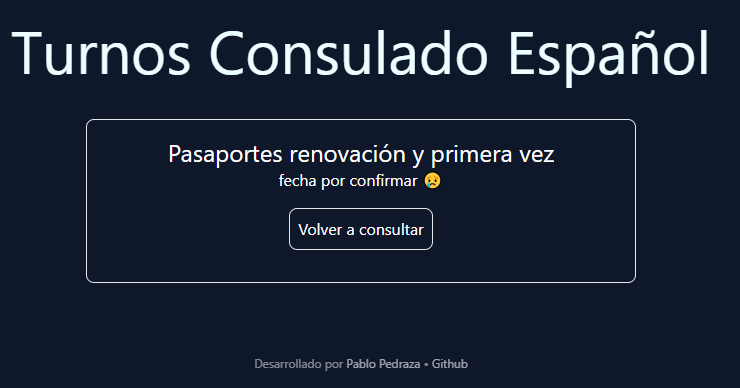 Turnos Consulado Español
Pasaportes renovación y primera vez
fecha por confirmar 😢
Volver a consultar
Desarrollado por Pablo Pedraza • Github